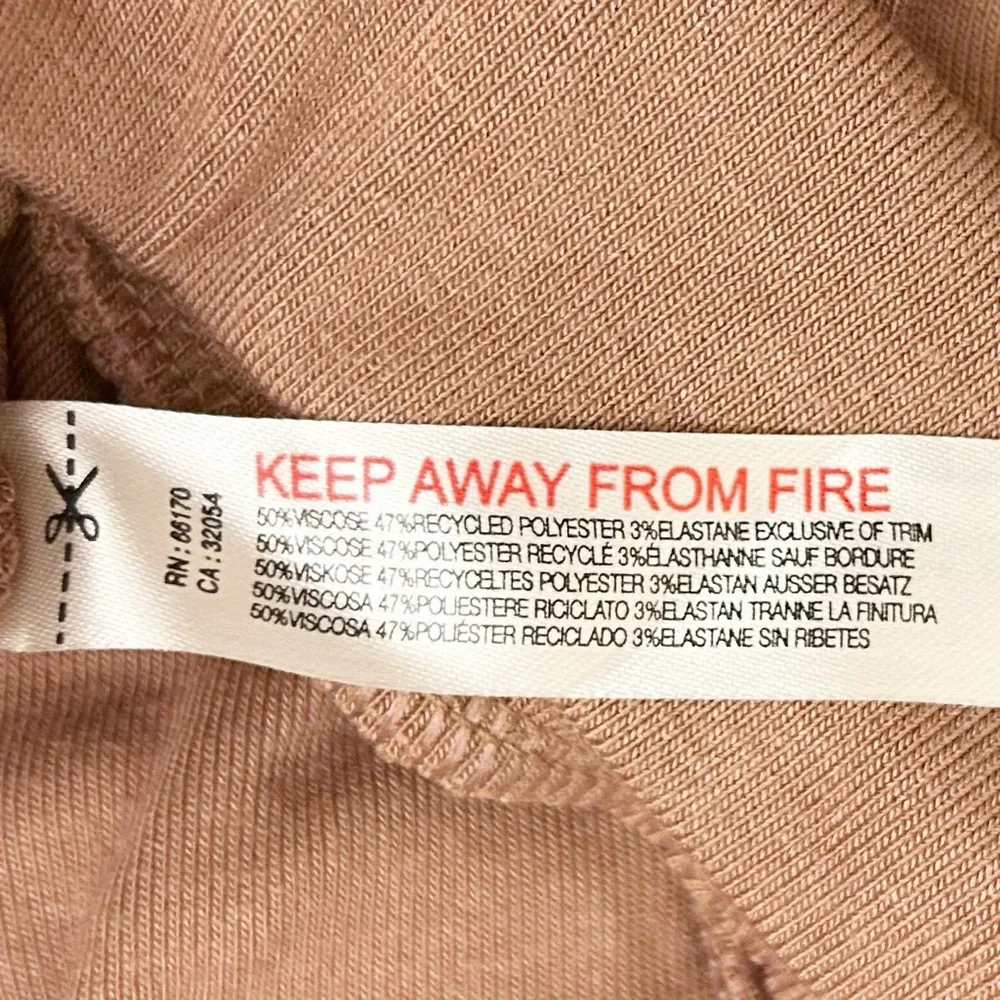 RN : 66170
CA : 32054
KEEP AWAY FROM FIRE
50%VISCOSE 47%RECYCLED POLYESTER 3%ELASTANE EXCLUSIVE OF TRIM
50%VISCOSE 47%POLYESTER RECYCLÉ 3%ÉLASTHANNE SAUF BORDURE
50%VISKOSE 47%RECYCELTES POLYESTER 3%ELASTAN AUSSER BESATZ
50%VISCOSA 47%POLIESTERE RICICLATO 3%ELASTAN TRANNE LA FINITURA
50%VISCOSA 47%POLIÉSTER RECICLADO 3%ELASTANE SIN RIBETES